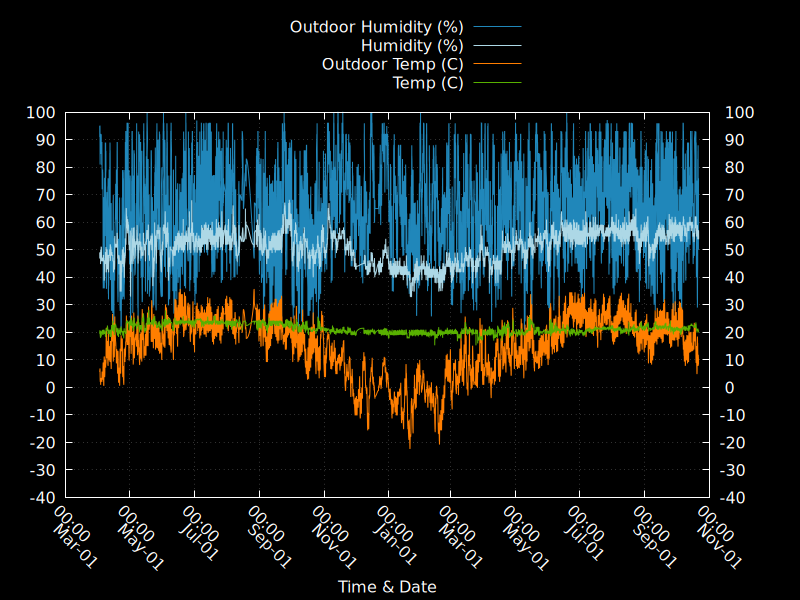 Outdoor Humidity (%)
Humidity (%)
Outdoor Temp (C)
Temp (C)
100 100
90 90
80 80
70 70
60 60
50 50
40 40
30 30
20 20
10 10
0 0
-10 -10
-20 -20
-30 -30
-40 -40
00:00 00:00 00:00 00:00 00:00 00:00 00:00 00:00 00:00 00:00 00:00
Mar-01 May-01 Jul-01 Sep-01 Nov-01 Jan-01 Mar-01 May-01 Jul-01 Sep-01 Nov-01
Time & Date